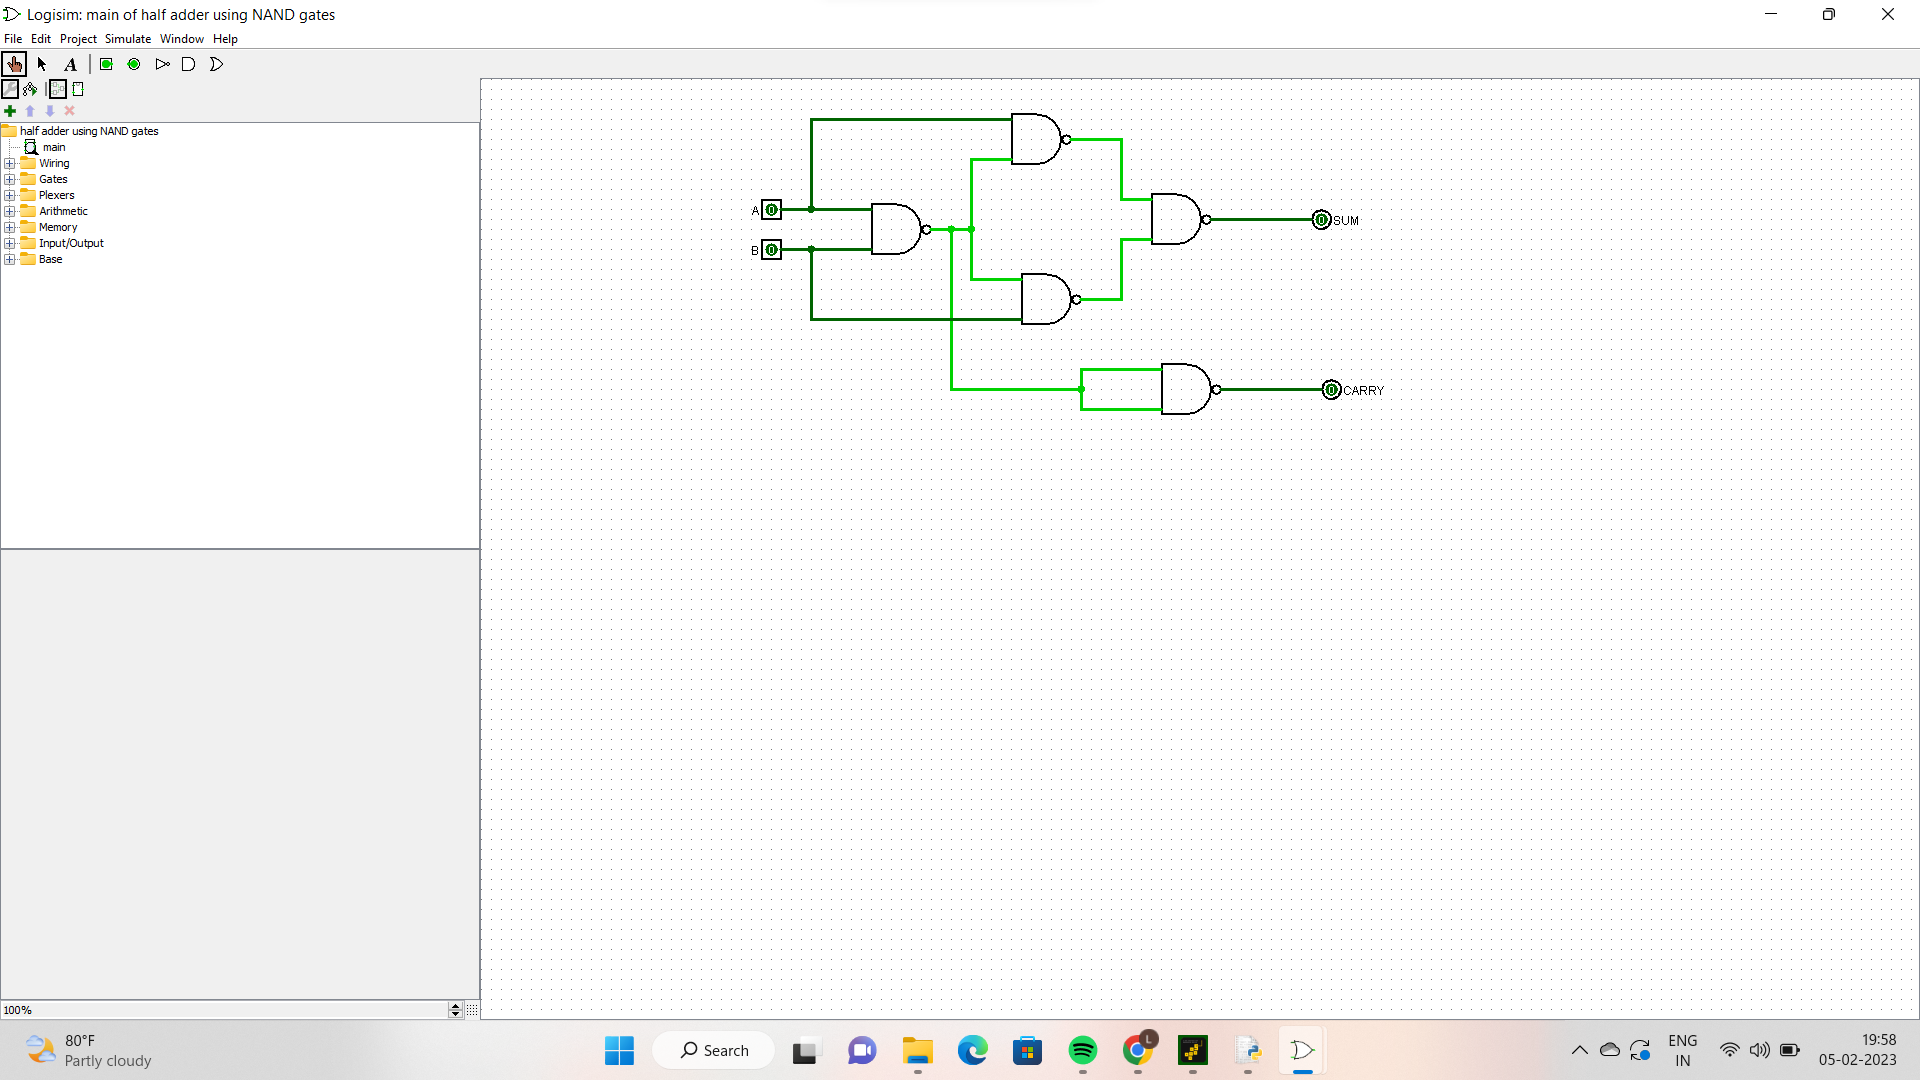 Logisim: main of half adder using NAND gates
File Edit Project Simulate Window Help
A
half adder using NAND gates
main
Wiring
Gates
Plexers
Arithmetic
Memory
Input/Output
Base
A 0
B 0
0 SUM
0 CARRY
100%
80°F
Partly cloudy
Search
L
ENG
IN
19:58
05-02-2023